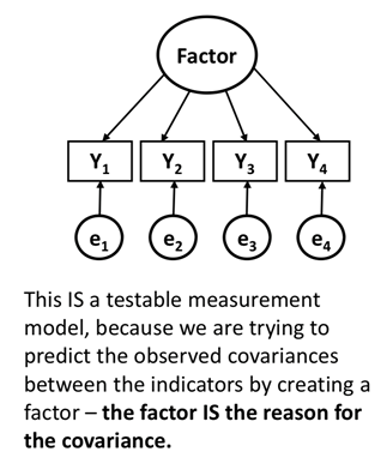 Factor
Y₁ Y₂ Y₃ Y₄
e₁ e₂ e₃ e₄
This IS a testable measurement
model, because we are trying to
predict the observed covariances
between the indicators by creating a
factor – the factor IS the reason for
the covariance.